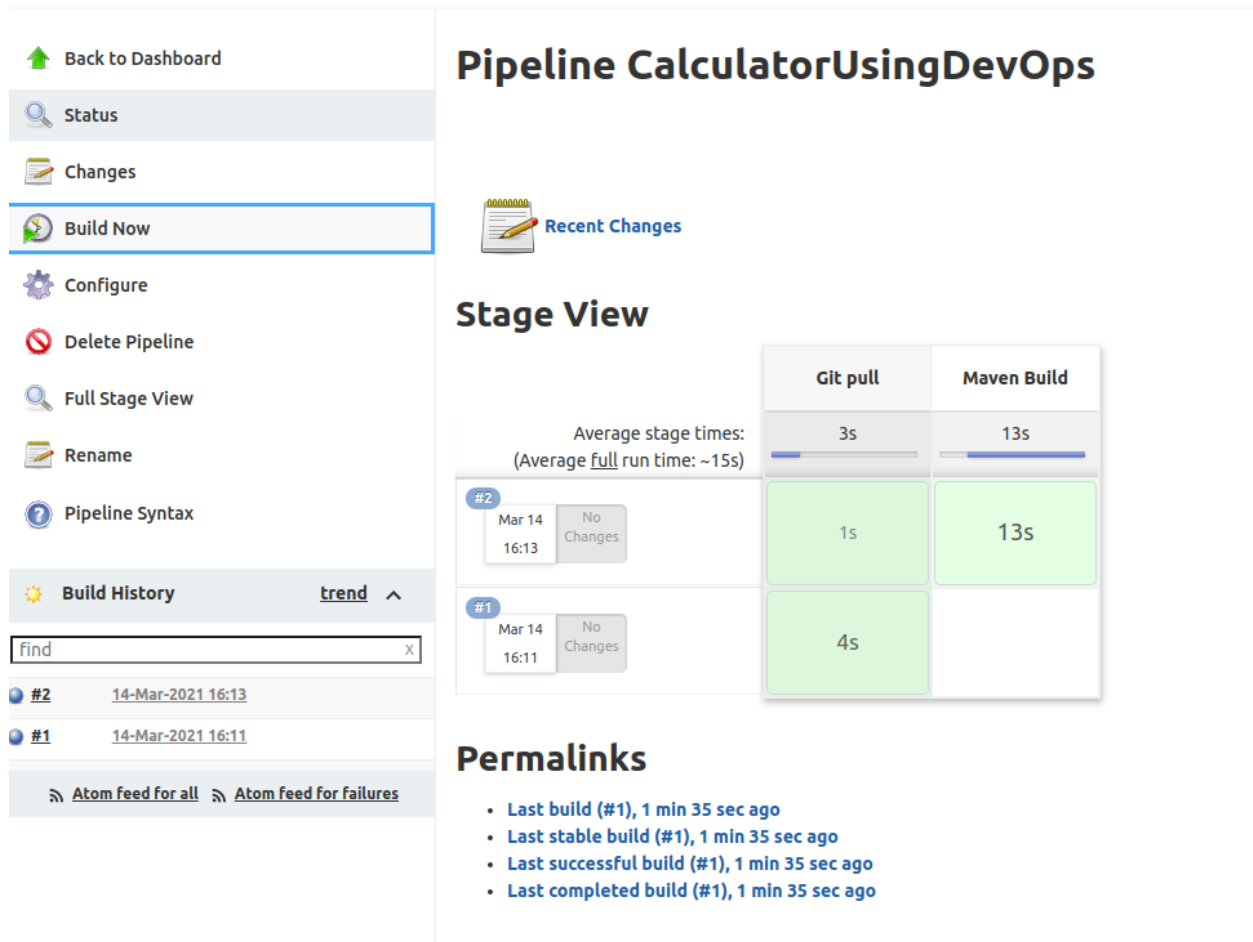 Back to Dashboard
Status
Changes
Build Now
Configure
Delete Pipeline
Full Stage View
Rename
Pipeline Syntax
Build History trend
find x
#2 14-Mar-2021 16:13
#1 14-Mar-2021 16:11
Atom feed for all Atom feed for failures
Pipeline CalculatorUsingDevOps
Recent Changes
Stage View
Git pull Maven Build
Average stage times: 3s 13s
(Average full run time: ~15s)
#2
Mar 14 No
16:13 Changes
1s 13s
#1
Mar 14 No
16:11 Changes
4s
Permalinks
• Last build (#1), 1 min 35 sec ago
• Last stable build (#1), 1 min 35 sec ago
• Last successful build (#1), 1 min 35 sec ago
• Last completed build (#1), 1 min 35 sec ago